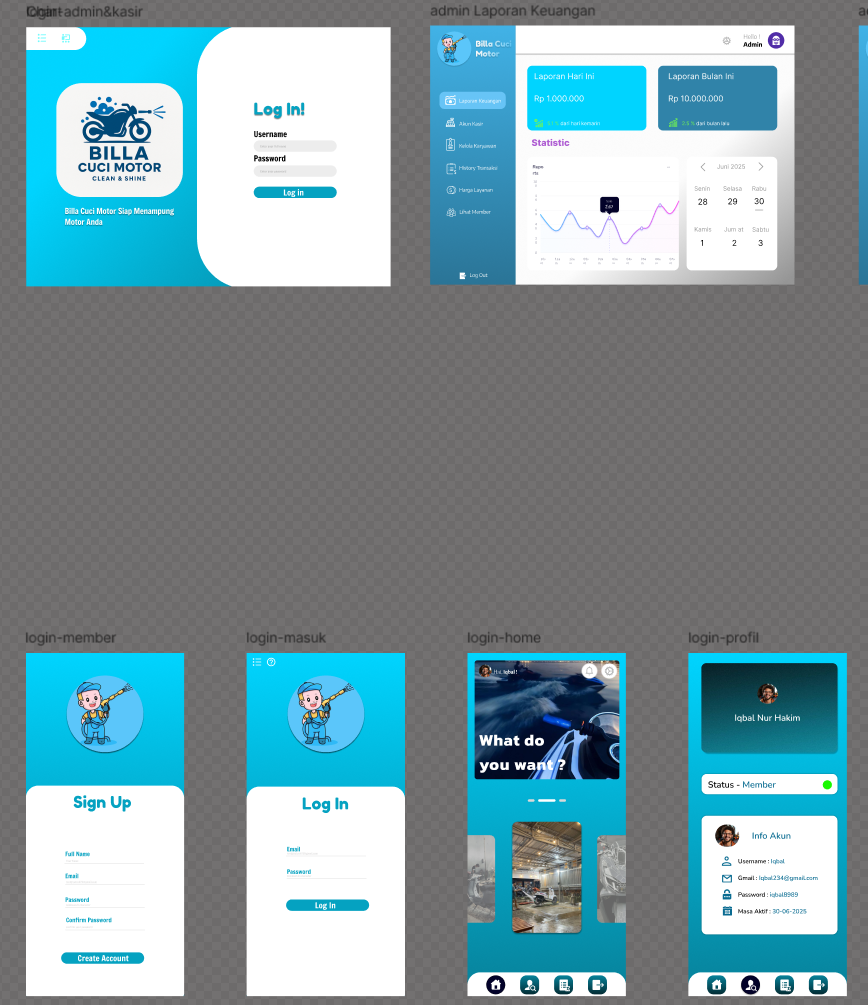 login-admin&kasir
admin Laporan Keuangan
BILLA
CUCI MOTOR
CLEAN & SHINE
Billa Cuci Motor Siap Menampung
Motor Anda
Log In!
Username
Password
Log in
Billa Cuci
Motor
Hello !
Admin
Laporan Keuangan
Akun Kasir
Kelola Karyawan
History Transaksi
Harga Layanan
Lihat Member
Log Out
Laporan Hari Ini
Rp 1.000.000
dari hari kemarin
Laporan Bulan Ini
Rp 10.000.000
2.5 % dari bulan lalu
Statistic
Juni 2025
Senin Selasa Rabu
28 29 30
Kamis Jum at Sabtu
1 2 3
login-member
Sign Up
Full Name
Email
Password
Confirm Password
Create Account
login-masuk
Log In
Email
Password
Log In
login-home
Hai, Iqbal!
What do
you want ?
login-profil
Iqbal Nur Hakim
Status - Member
Info Akun
Username : Iqbal
Gmail : Iqbal234@gmail.com
Password : iqbal8989
Masa Aktif : 30-06-2025